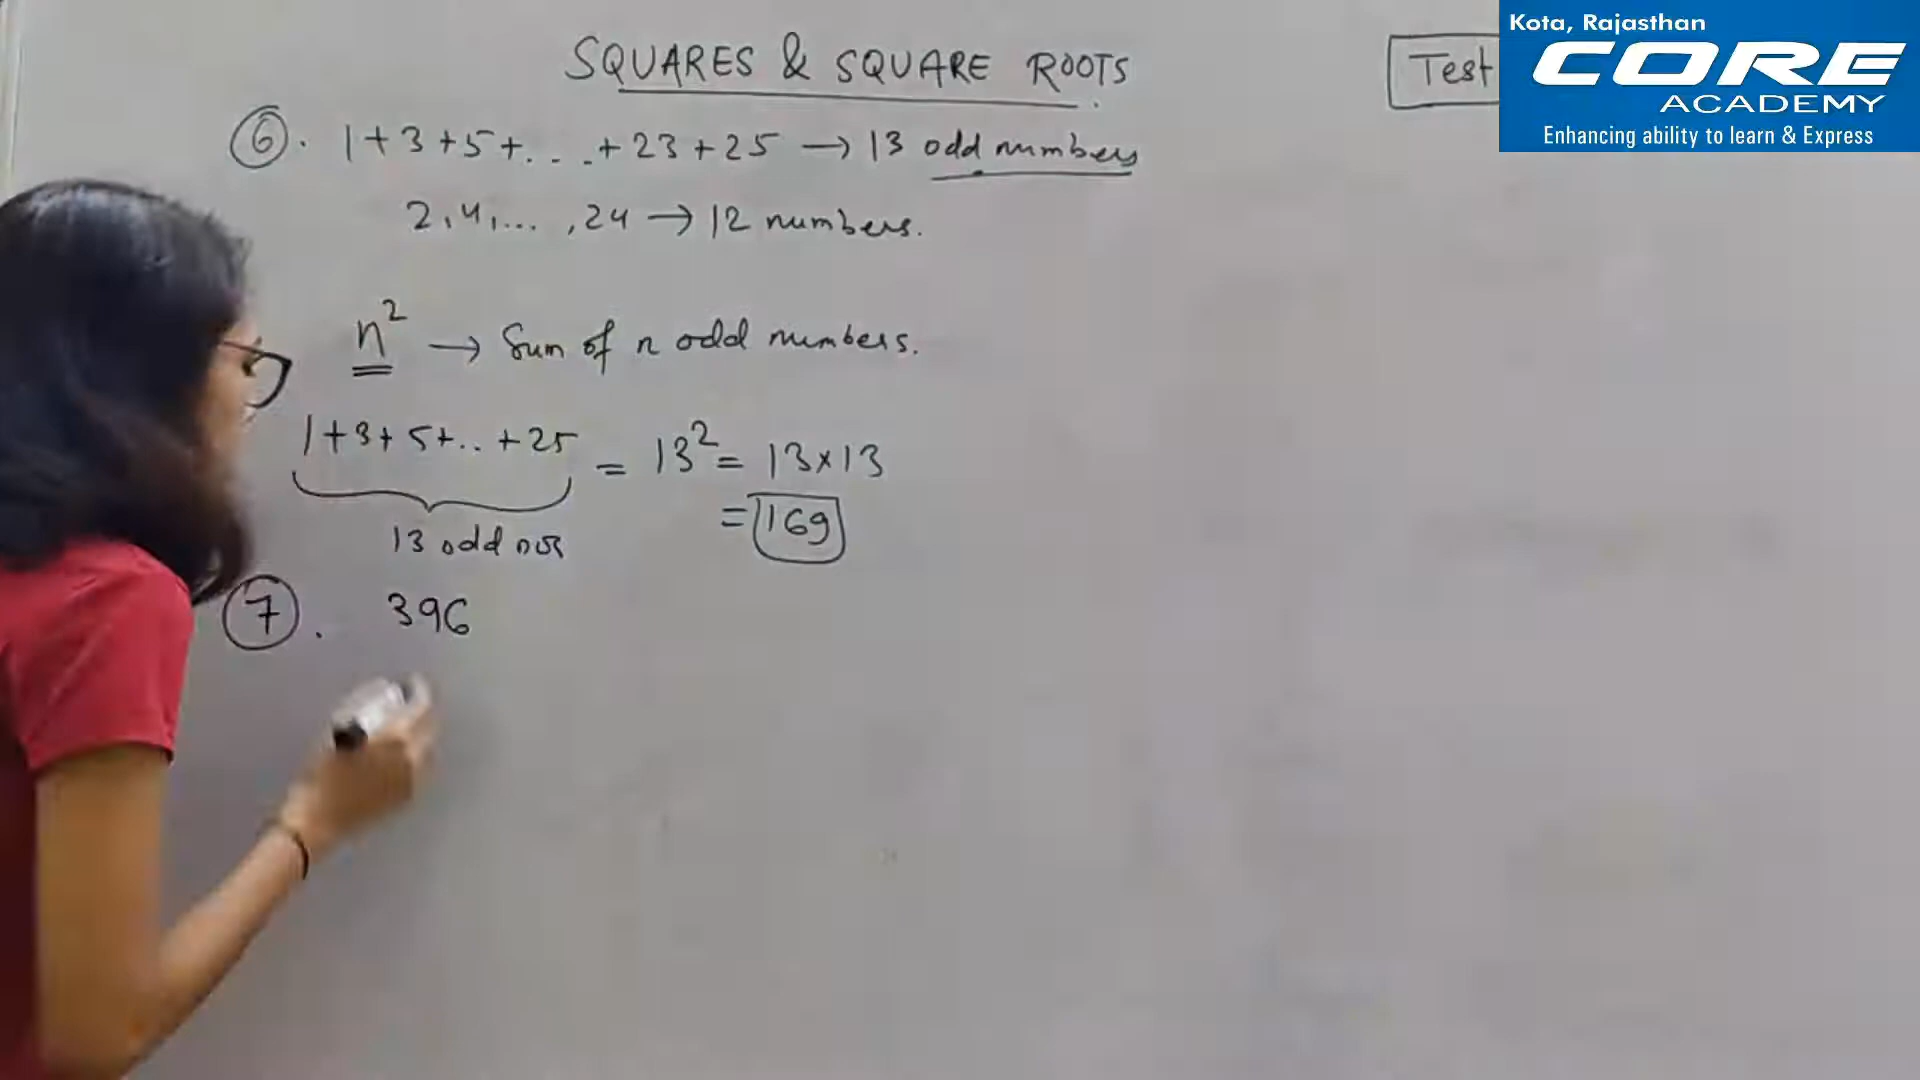 SQUARES & SQUARE ROOTS
Test
Kota, Rajasthan
CORE
ACADEMY
Enhancing ability to learn & Express
6. 1+3+5+...+23+25 → 13 odd numbers
2,4,...,24 → 12 numbers.
n² → Sum of n odd numbers.
1+3+5+..+25 = 13² = 13×13
= 169
13 odd nos
7. 396